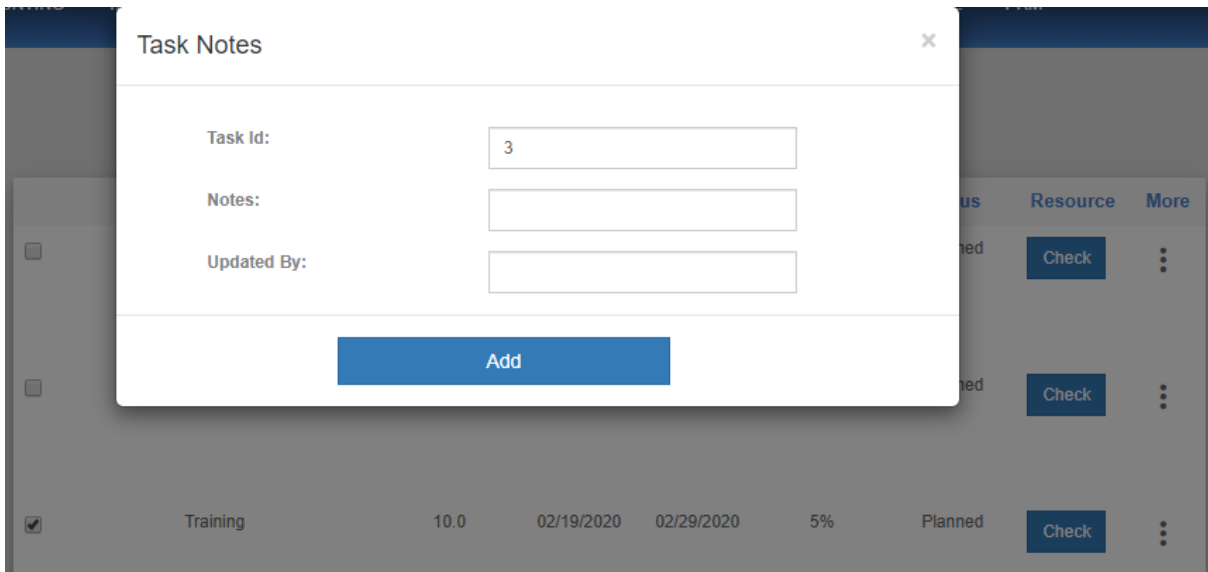 Task Notes ×
Task Id: 3
Notes:
Updated By:
Add
Resource More
Check
Check
Training 10.0 02/19/2020 02/29/2020 5% Planned Check